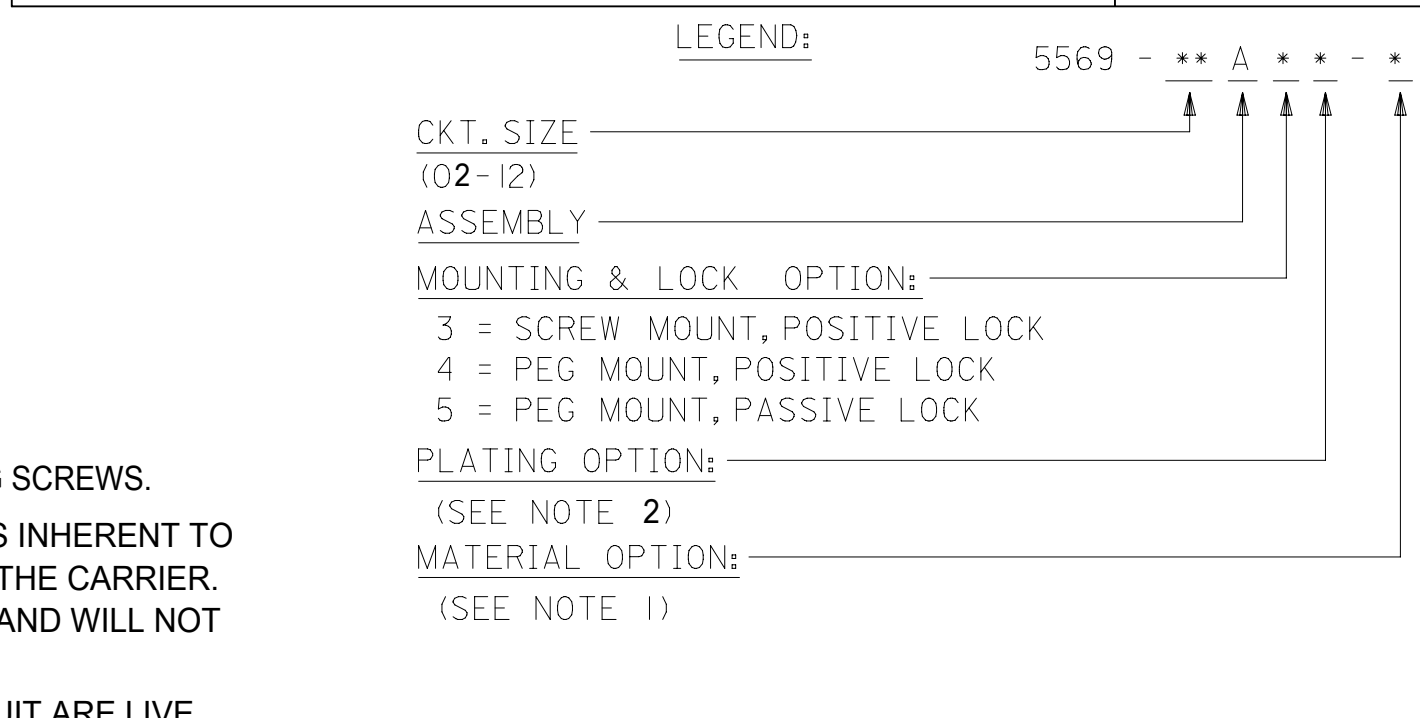 LEGEND:
5569 - ** A * * - *
CKT. SIZE
(02-12)
ASSEMBLY
MOUNTING & LOCK OPTION:
3 = SCREW MOUNT, POSITIVE LOCK
4 = PEG MOUNT, POSITIVE LOCK
5 = PEG MOUNT, PASSIVE LOCK
PLATING OPTION:
(SEE NOTE 2)
MATERIAL OPTION:
(SEE NOTE 1)
SCREWS.
INHERENT TO
THE CARRIER.
AND WILL NOT
ARE LIVE